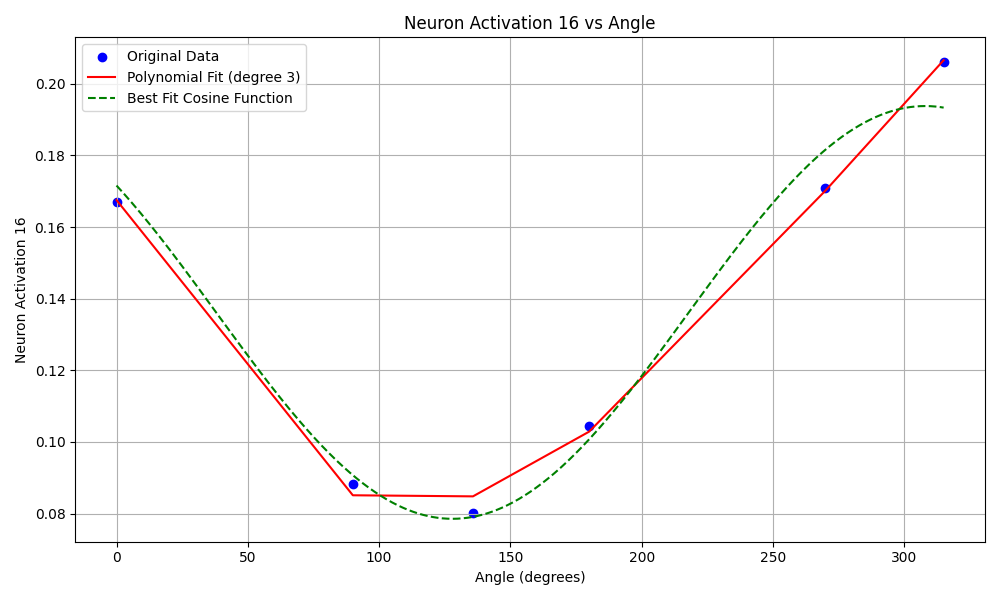 Neuron Activation 16 vs Angle
Original Data
Polynomial Fit (degree 3)
Best Fit Cosine Function
Neuron Activation 16
0.20
0.18
0.16
0.14
0.12
0.10
0.08
0
50
100
150
200
250
300
Angle (degrees)